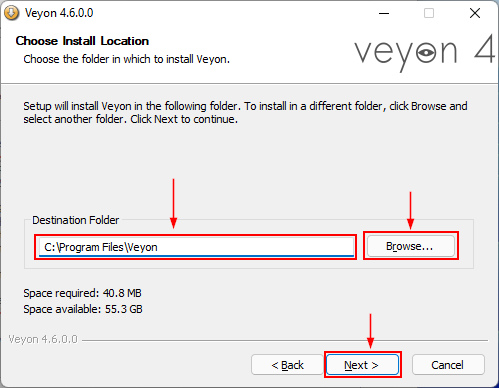 Veyon 4.6.0.0
Choose Install Location
Choose the folder in which to install Veyon.
veyon 4
Setup will install Veyon in the following folder. To install in a different folder, click Browse and
select another folder. Click Next to continue.
Destination Folder
C:\Program Files\Veyon
Browse...
Space required: 40.8 MB
Space available: 55.3 GB
Veyon 4.6.0.0
< Back
Next >
Cancel